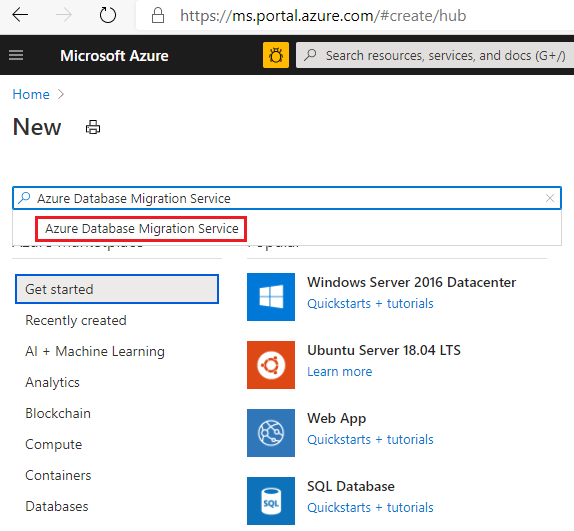 https://ms.portal.azure.com/#create/hub
Microsoft Azure
Search resources, services, and docs (G+/)
Home
New
Azure Database Migration Service
Azure Database Migration Service
Azure Marketplace
Popular
Get started
Recently created
AI + Machine Learning
Analytics
Blockchain
Compute
Containers
Databases
Windows Server 2016 Datacenter
Quickstarts + tutorials
Ubuntu Server 18.04 LTS
Learn more
Web App
Quickstarts + tutorials
SQL Database
Quickstarts + tutorials